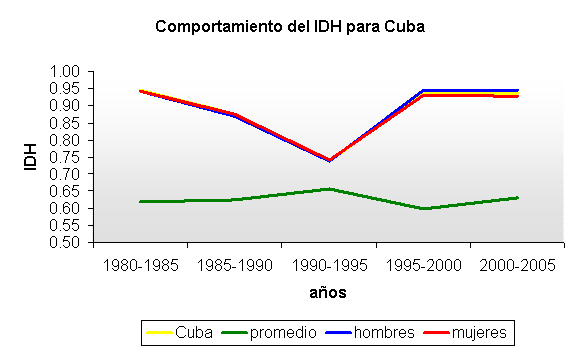 Comportamiento del IDH para Cuba
1.00
0.95
0.90
0.85
0.80
0.75
0.70
0.65
0.60
0.55
0.50
IDH
1980-1985 1985-1990 1990-1995 1995-2000 2000-2005
años
Cuba promedio hombres mujeres